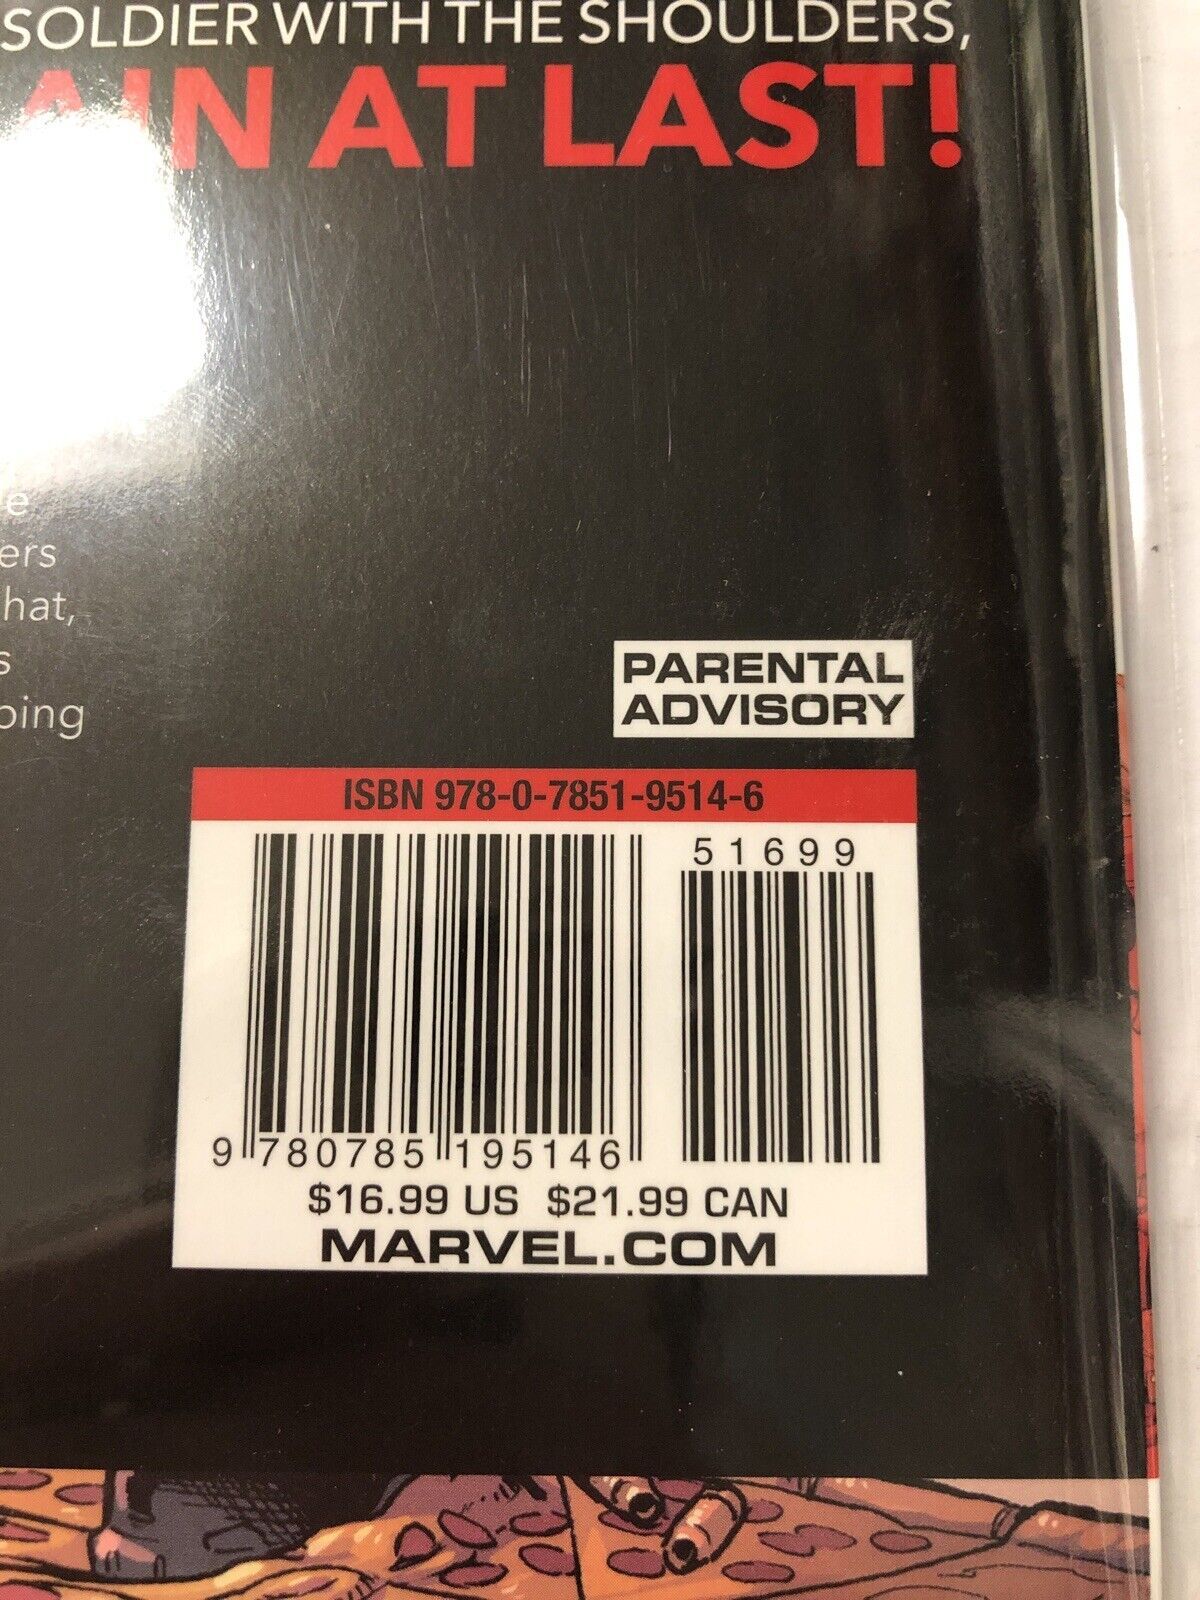 SOLDIER WITH THE SHOULDERS,
AIN AT LAST!
e
ers
hat,
s
ping
PARENTAL
ADVISORY
ISBN 978-0-7851-9514-6
51699
9 780785 195146
$16.99 US $21.99 CAN
MARVEL.COM